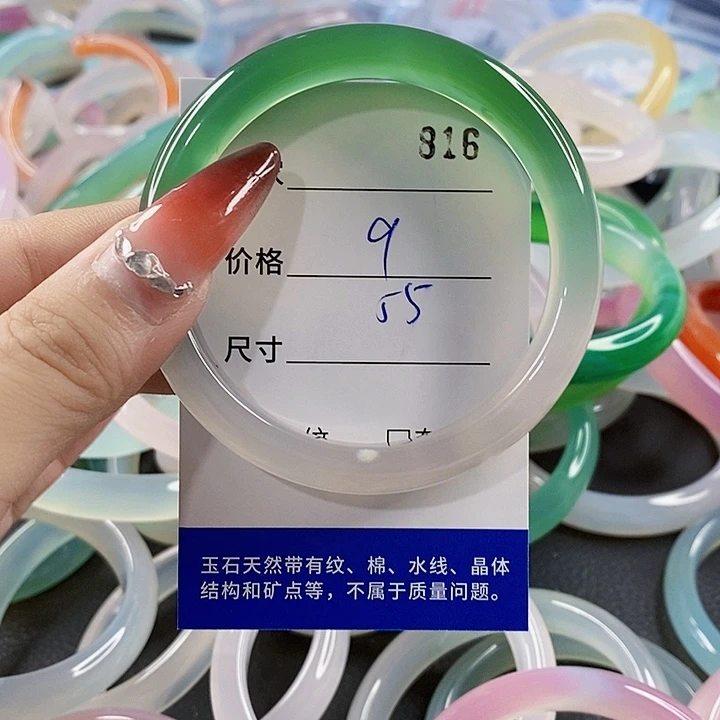 816
价格 9
55
尺寸
玉石天然带有纹、棉、水线、晶体
结构和矿点等，不属于质量问题。